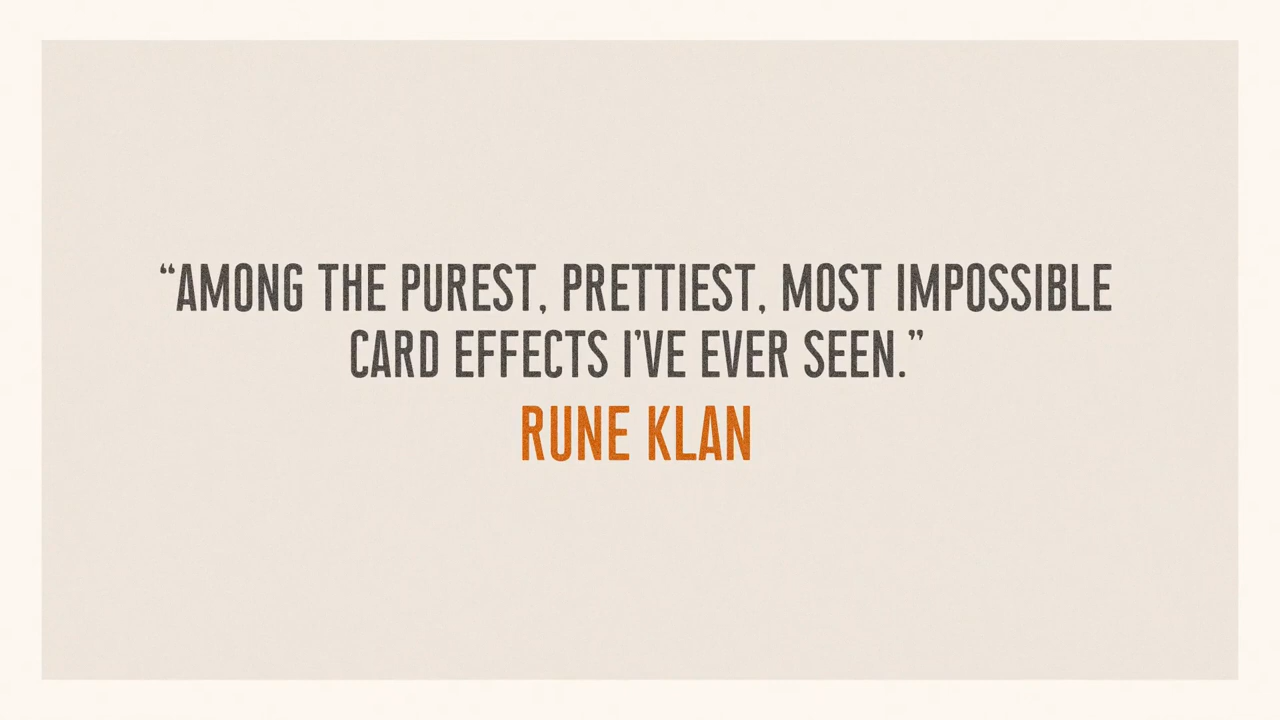 “AMONG THE PUREST, PRETTIEST, MOST IMPOSSIBLE
CARD EFFECTS I’VE EVER SEEN.”
RUNE KLAN